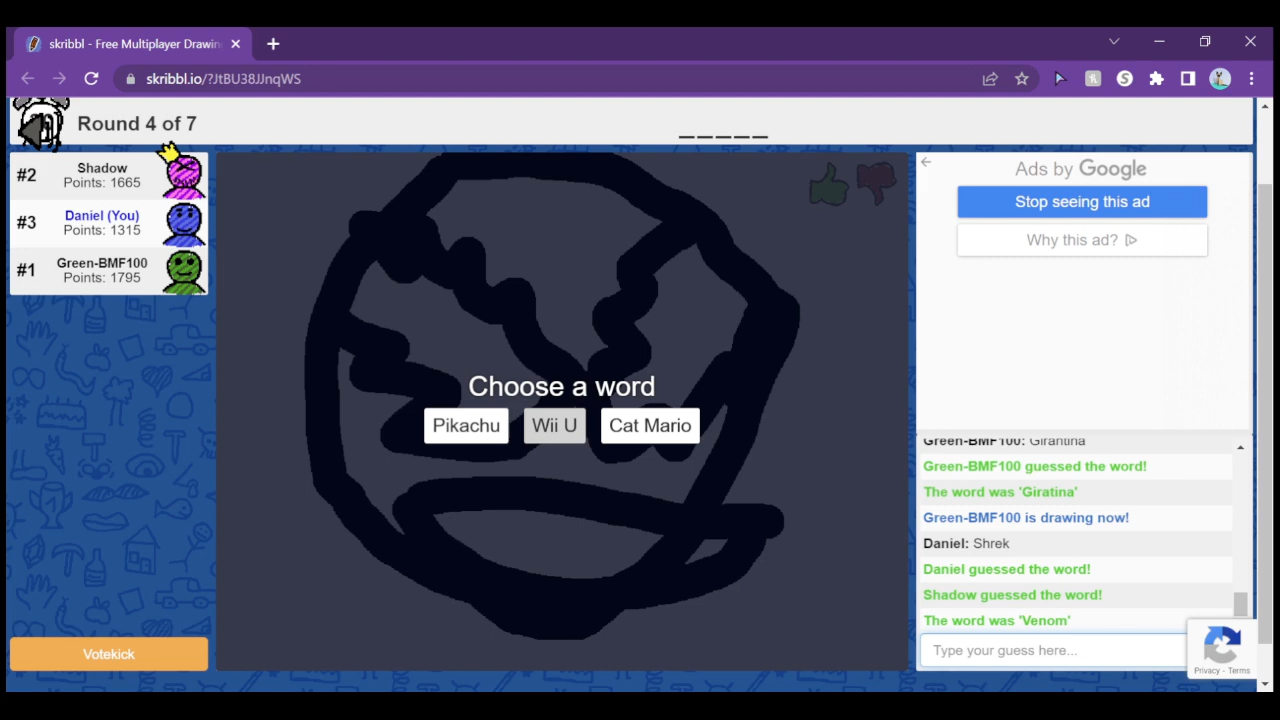 skribbl - Free Multiplayer Drawin
skribbl.io/?JtBU38JJnqWS
Round 4 of 7
_ _ _ _ _
#2
Shadow
Points: 1665
#3
Daniel (You)
Points: 1315
#1
Green-BMF100
Points: 1795
Votekick
Choose a word
Pikachu
Wii U
Cat Mario
Ads by Google
Stop seeing this ad
Why this ad?
Green-BMF100: Girantina
Green-BMF100 guessed the word!
The word was 'Giratina'
Green-BMF100 is drawing now!
Daniel: Shrek
Daniel guessed the word!
Shadow guessed the word!
The word was 'Venom'
Type your guess here...
Privacy - Terms